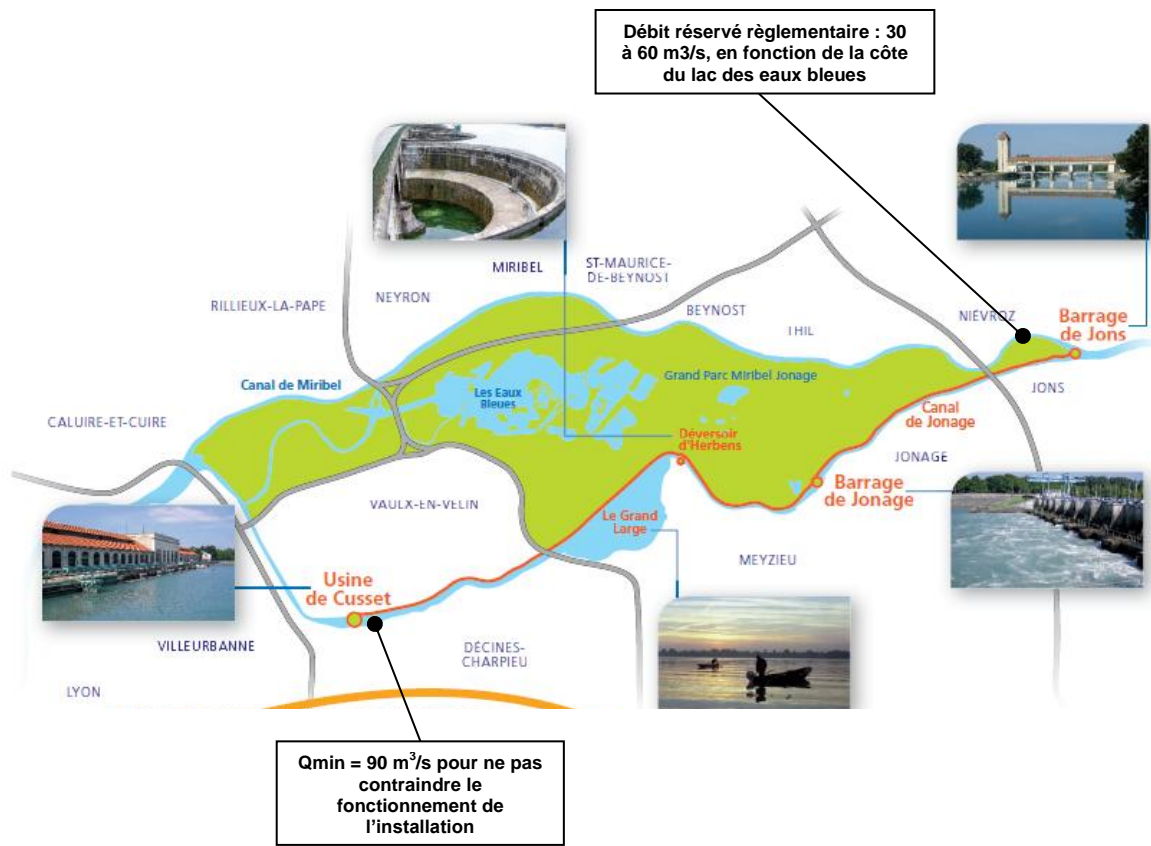 Débit réservé règlementaire : 30
à 60 m3/s, en fonction de la côte
du lac des eaux bleues
MIRIBEL
ST-MAURICE-
DE-BEYNOST
NEYRON
RILLIEUX-LA-PAPE
BEYNOST
THIL
NIÉVROZ
Barrage
de Jons
Canal de Miribel
Les Eaux
Bleues
Grand Parc Miribel Jonage
JONS
CALUIRE-ET-CUIRE
Canal
de Jonage
Déversoir
d'Herbens
JONAGE
Barrage
de Jonage
VAULX-EN-VELIN
Le Grand
Large
MEYZIEU
Usine
de Cusset
VILLEURBANNE
DÉCINES-
CHARPIEU
LYON
Qmin = 90 m³/s pour ne pas
contraindre le
fonctionnement de
l'installation